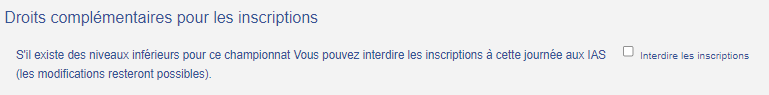 Droits complémentaires pour les inscriptions
S'il existe des niveaux inférieurs pour ce championnat Vous pouvez interdire les inscriptions à cette journée aux IAS Interdire les inscriptions
(les modifications resteront possibles).